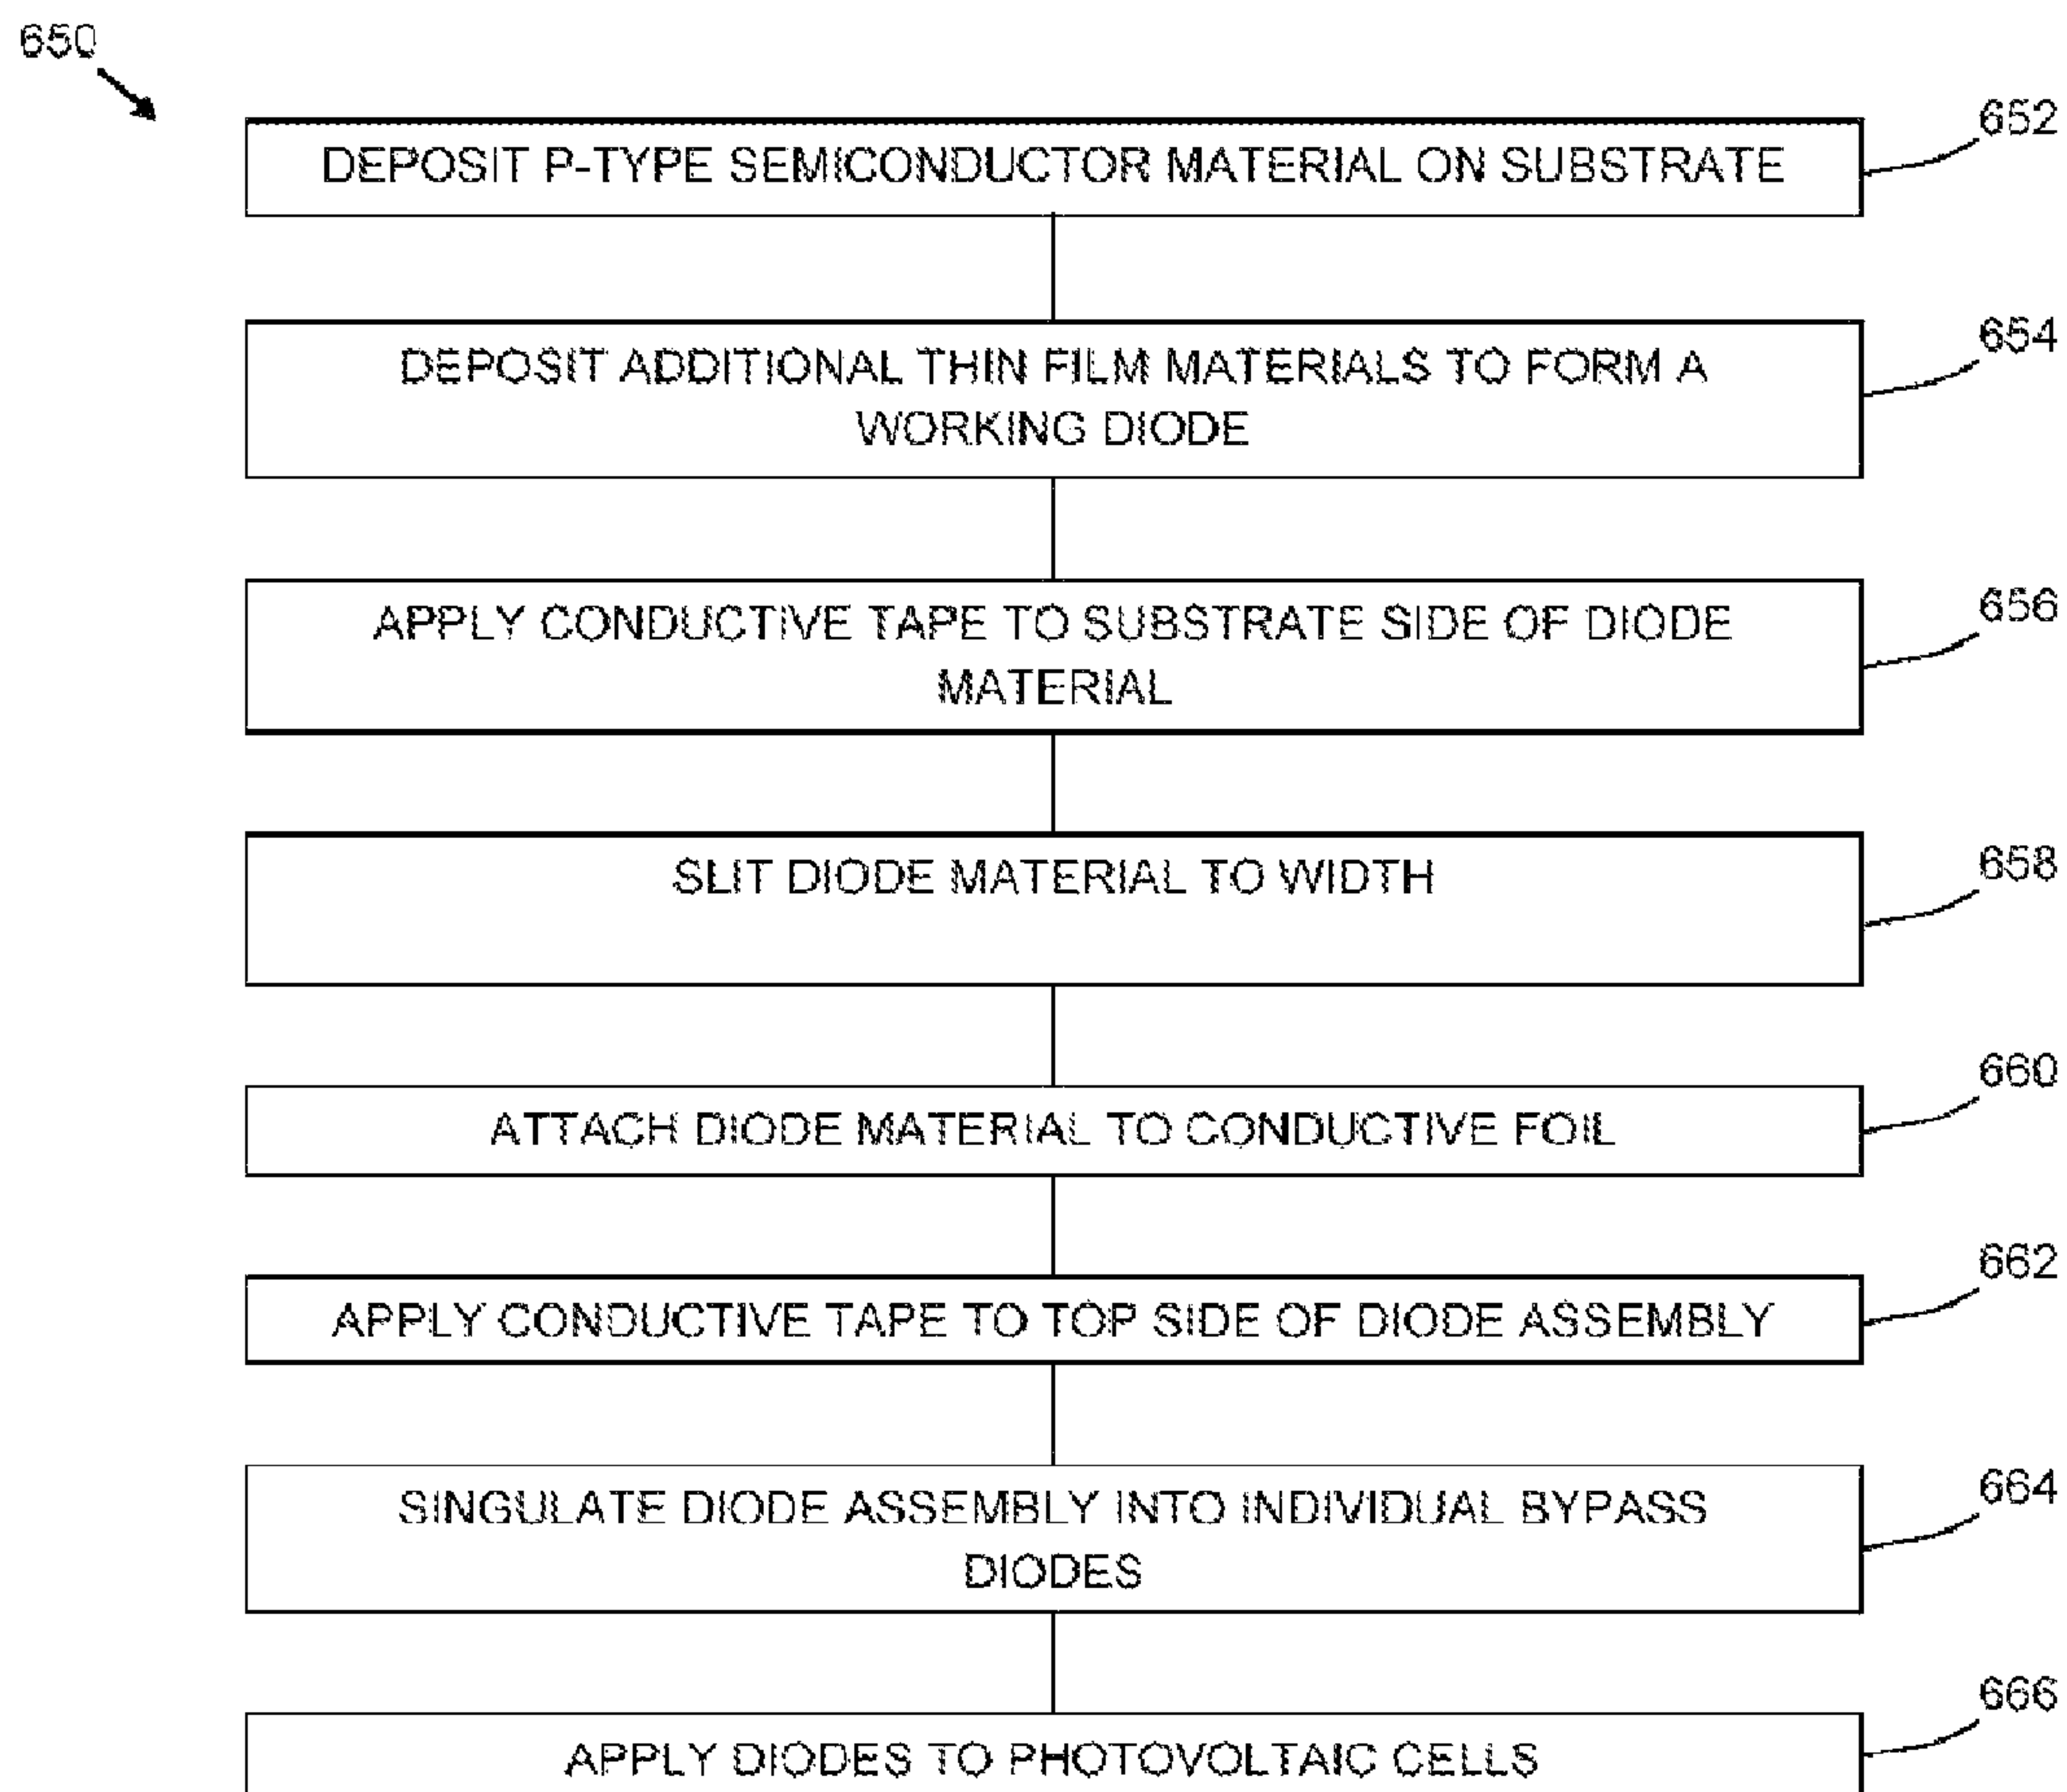 650
652
DEPOSIT P-TYPE SEMICONDUCTOR MATERIAL ON SUBSTRATE
654
DEPOSIT ADDITIONAL THIN FILM MATERIALS TO FORM A
WORKING DIODE
656
APPLY CONDUCTIVE TAPE TO SUBSTRATE SIDE OF DIODE
MATERIAL
658
SLIT DIODE MATERIAL TO WIDTH
660
ATTACH DIODE MATERIAL TO CONDUCTIVE FOIL
662
APPLY CONDUCTIVE TAPE TO TOP SIDE OF DIODE ASSEMBLY
664
SINGULATE DIODE ASSEMBLY INTO INDIVIDUAL BYPASS
DIODES
666
APPLY DIODES TO PHOTOVOLTAIC CELLS